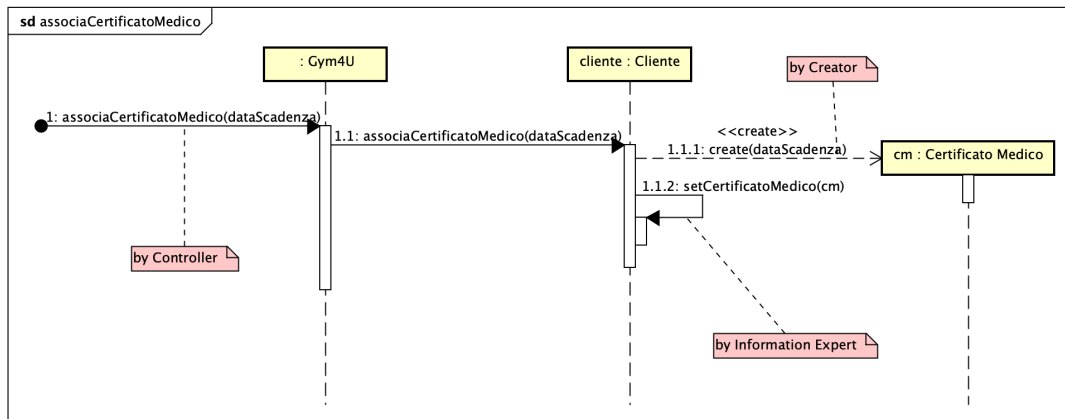 sd associaCertificatoMedico
: Gym4U
cliente : Cliente
by Creator
1: associaCertificatoMedico(dataScadenza)
1.1: associaCertificatoMedico(dataScadenza)
<<create>>
1.1.1: create(dataScadenza)
cm : Certificato Medico
1.1.2: setCertificatoMedico(cm)
by Controller
by Information Expert